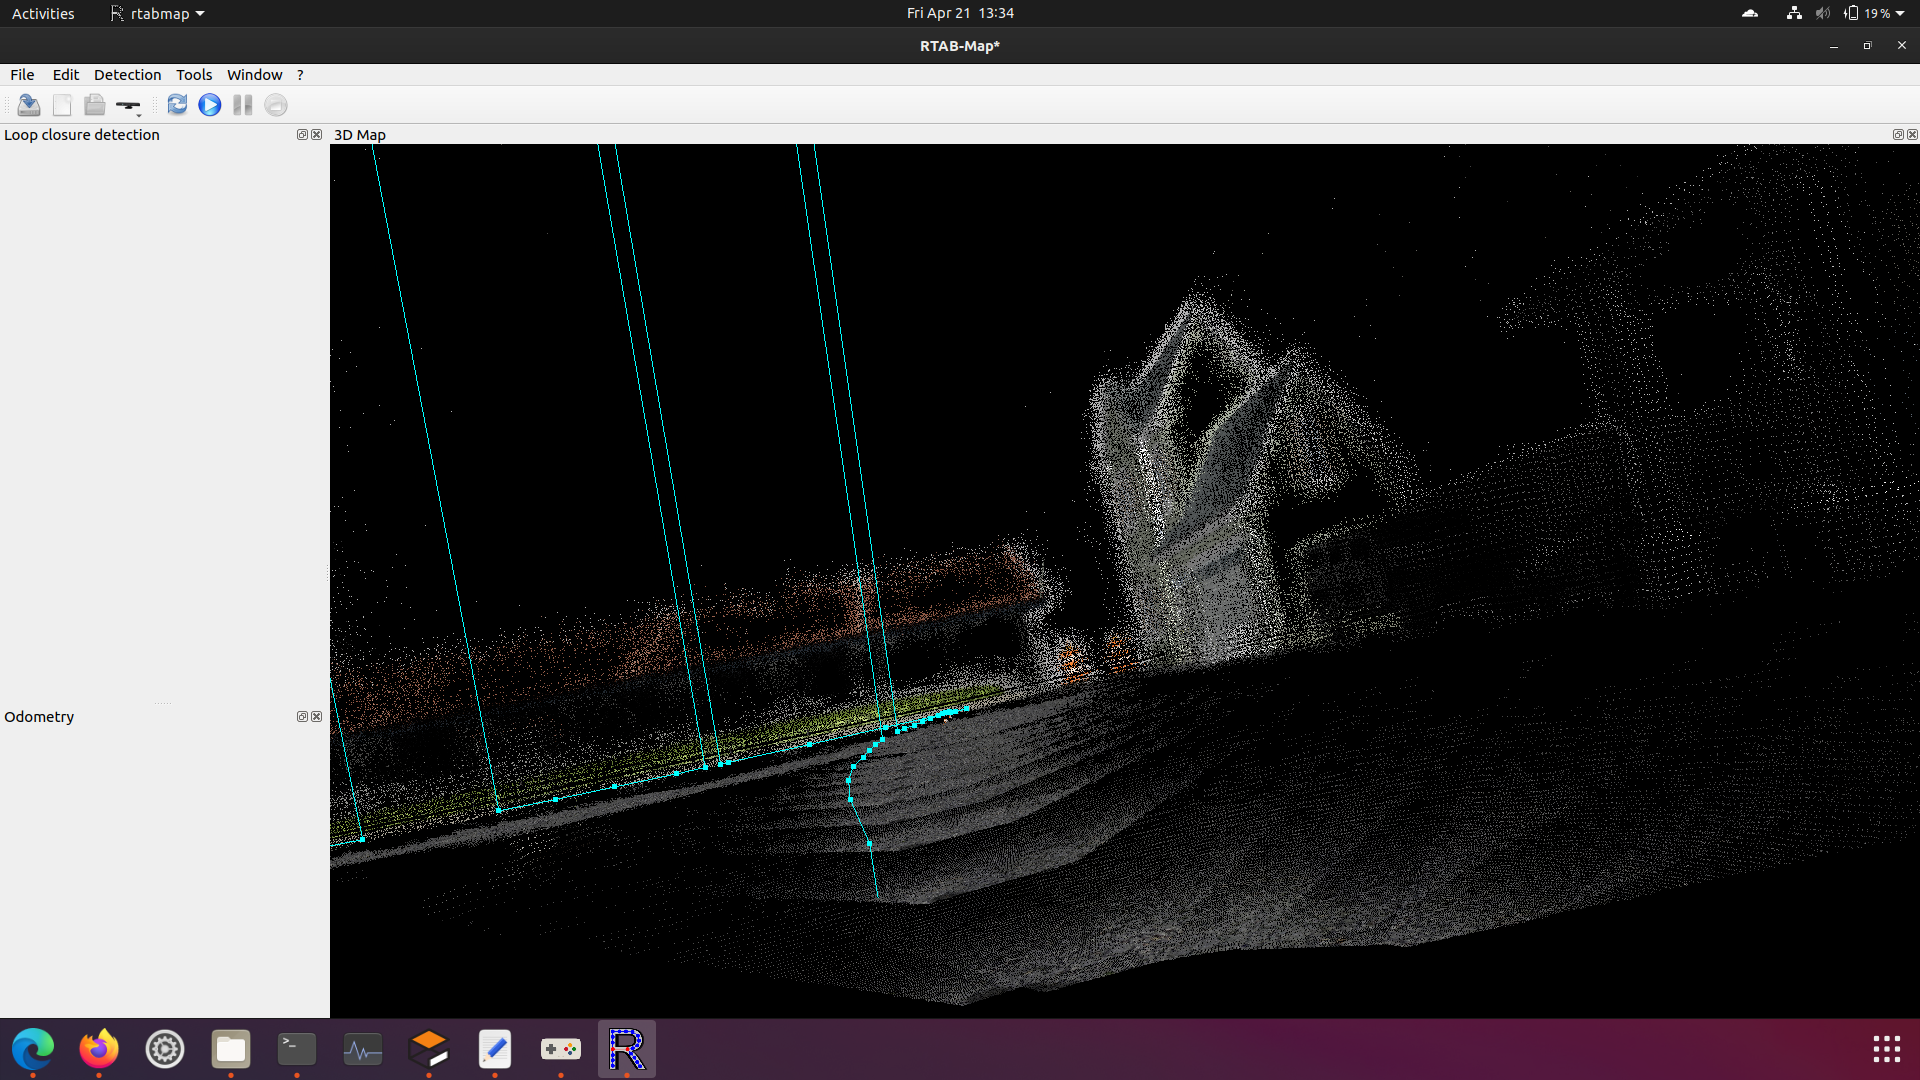 Activities
rtabmap
Fri Apr 21 13:34
19 %
RTAB-Map*
File Edit Detection Tools Window ?
Loop closure detection
3D Map
Odometry
>_
R